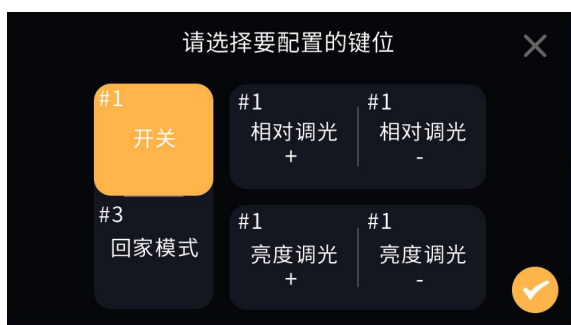 请选择要配置的键位
#1
开关
#1 #1
相对调光 相对调光
+ -
#3
回家模式
#1 #1
亮度调光 亮度调光
+ -